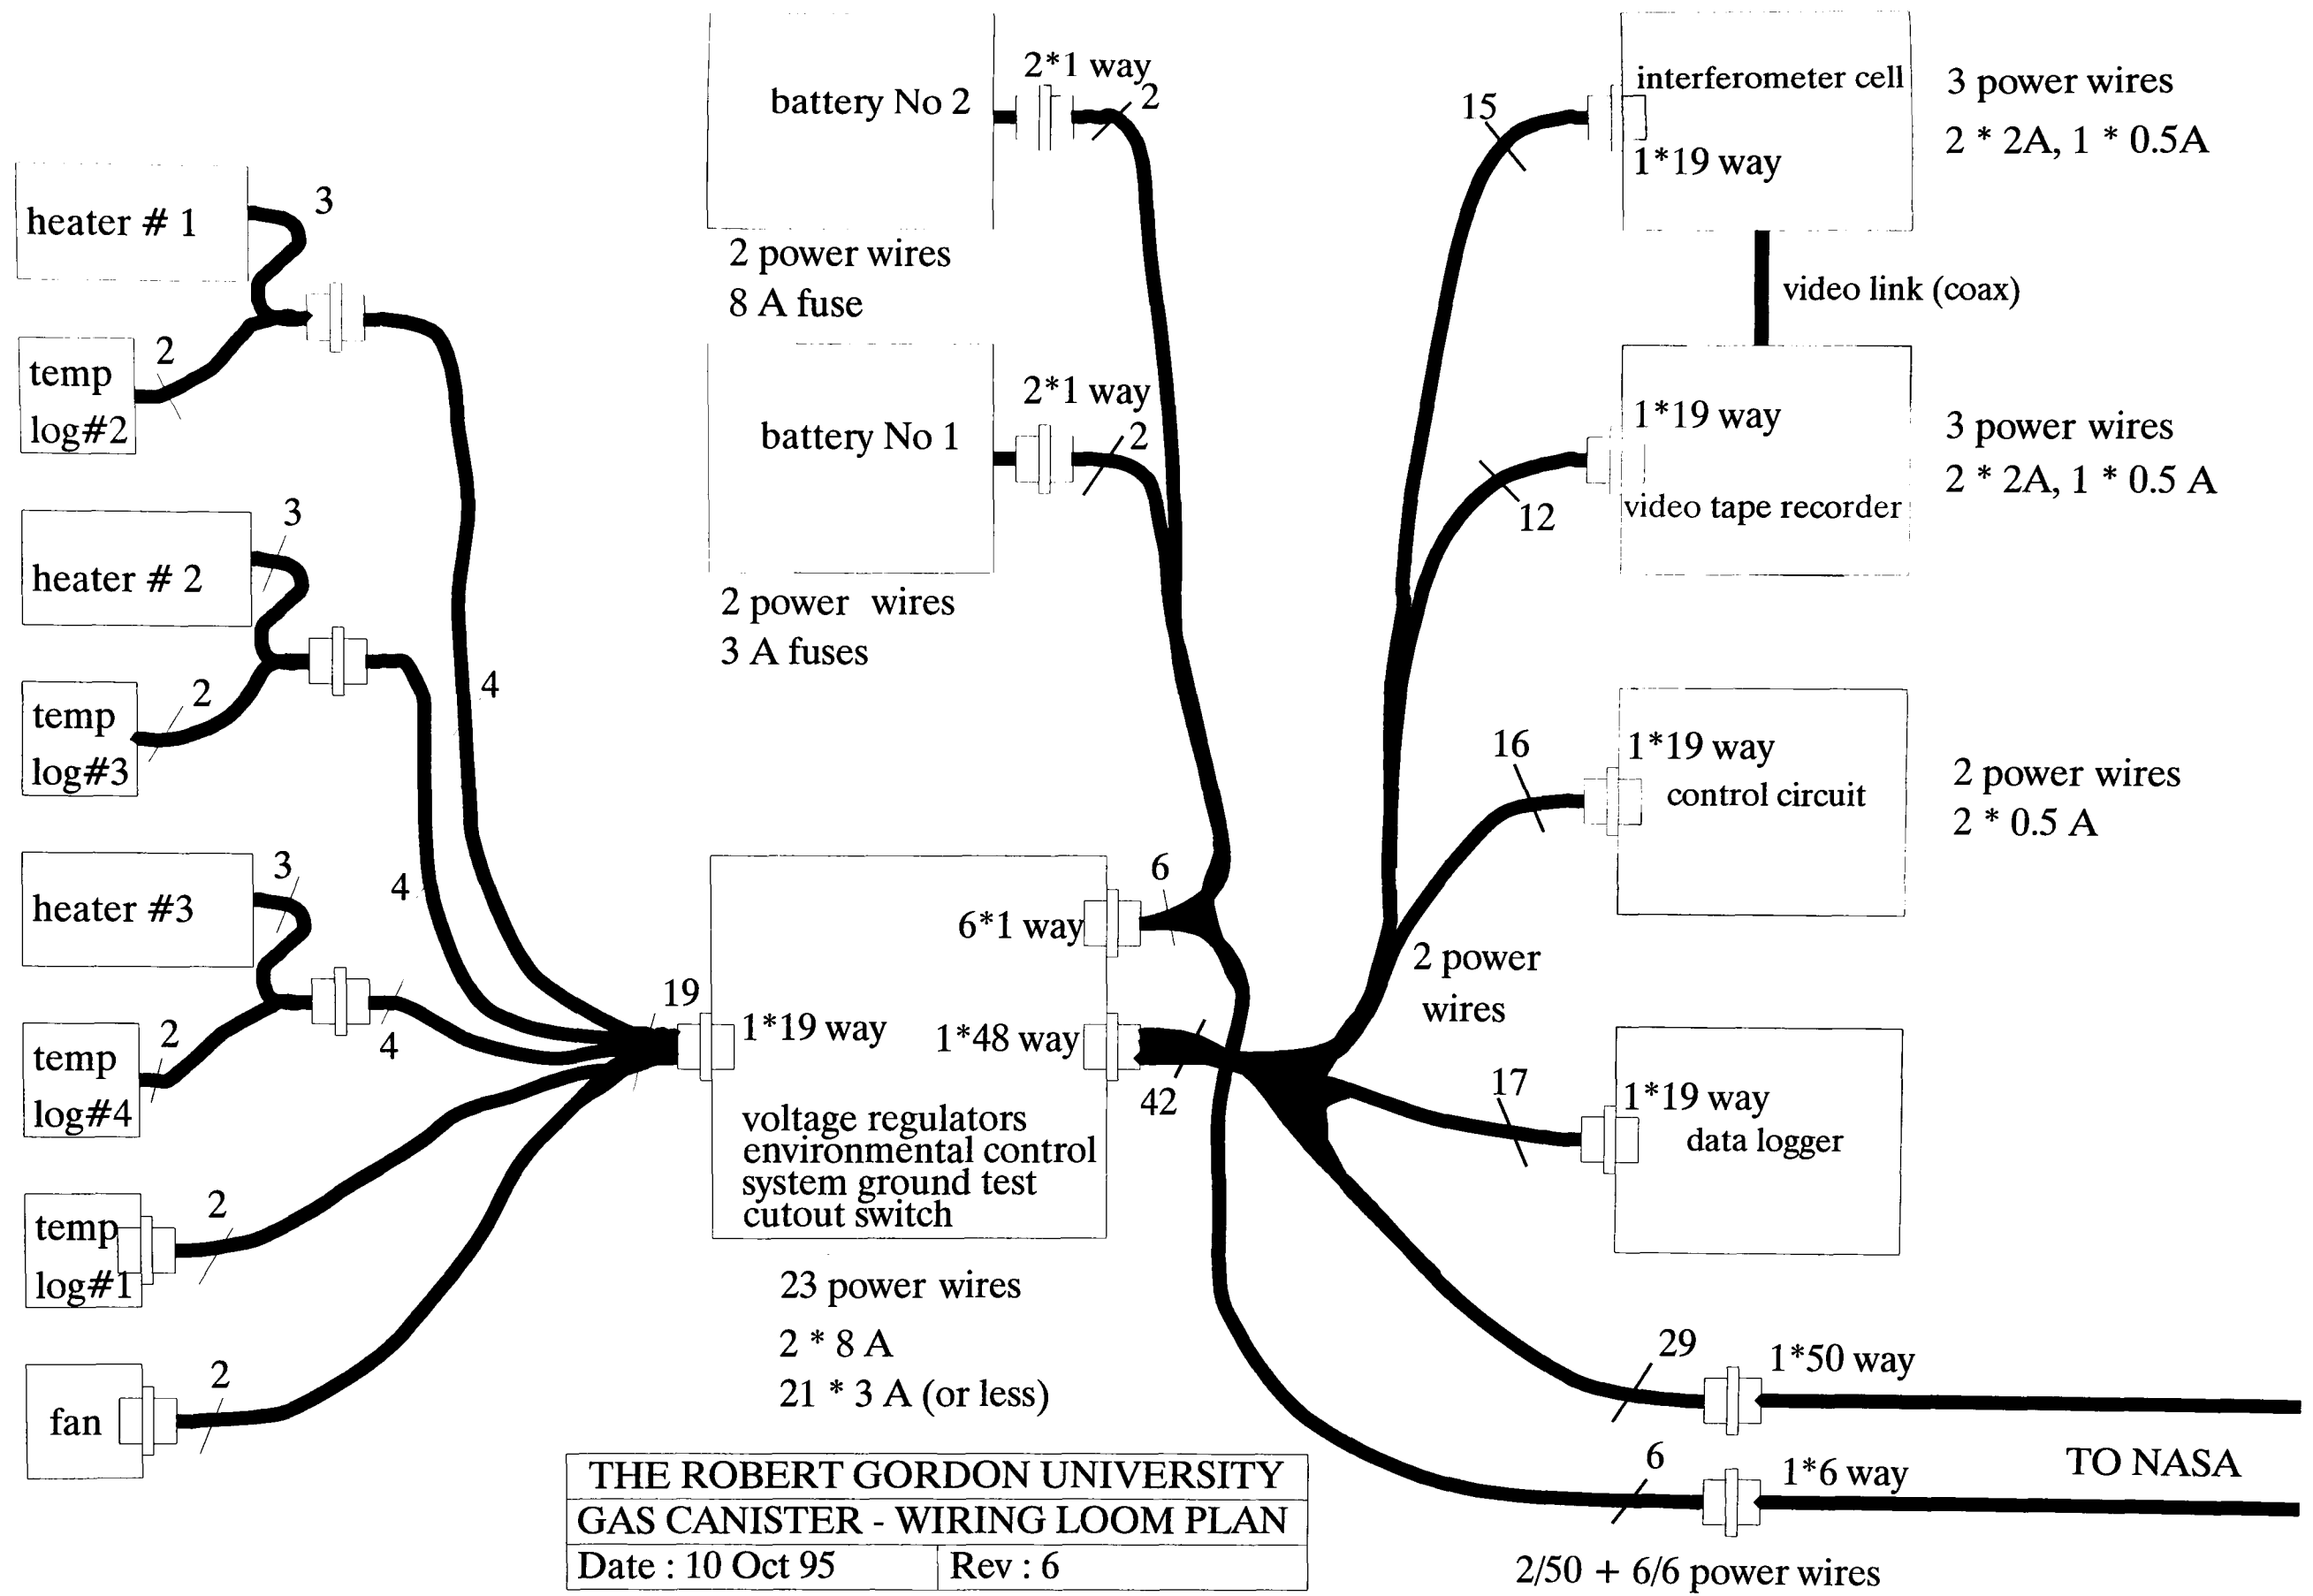 heater # 1
3
temp
log#2
2
heater # 2
3
temp
log#3
2
heater #3
3
temp
log#4
2
temp
log#1
2
fan
2
4
4
4
19
battery No 2
2*1 way
2
2 power wires
8 A fuse
battery No 1
2*1 way
2
2 power wires
3 A fuses
6
6*1 way
1*19 way
1*48 way
42
voltage regulators
environmental control
system ground test
cutout switch
23 power wires
2 * 8 A
21 * 3 A (or less)
15
interferometer cell
1*19 way
3 power wires
2 * 2A, 1 * 0.5A
video link (coax)
12
1*19 way
video tape recorder
3 power wires
2 * 2A, 1 * 0.5 A
16
1*19 way
control circuit
2 power wires
2 * 0.5 A
2 power
wires
17
1*19 way
data logger
29
1*50 way
6
1*6 way
TO NASA
2/50 + 6/6 power wires
THE ROBERT GORDON UNIVERSITY
GAS CANISTER - WIRING LOOM PLAN
Date : 10 Oct 95
Rev : 6